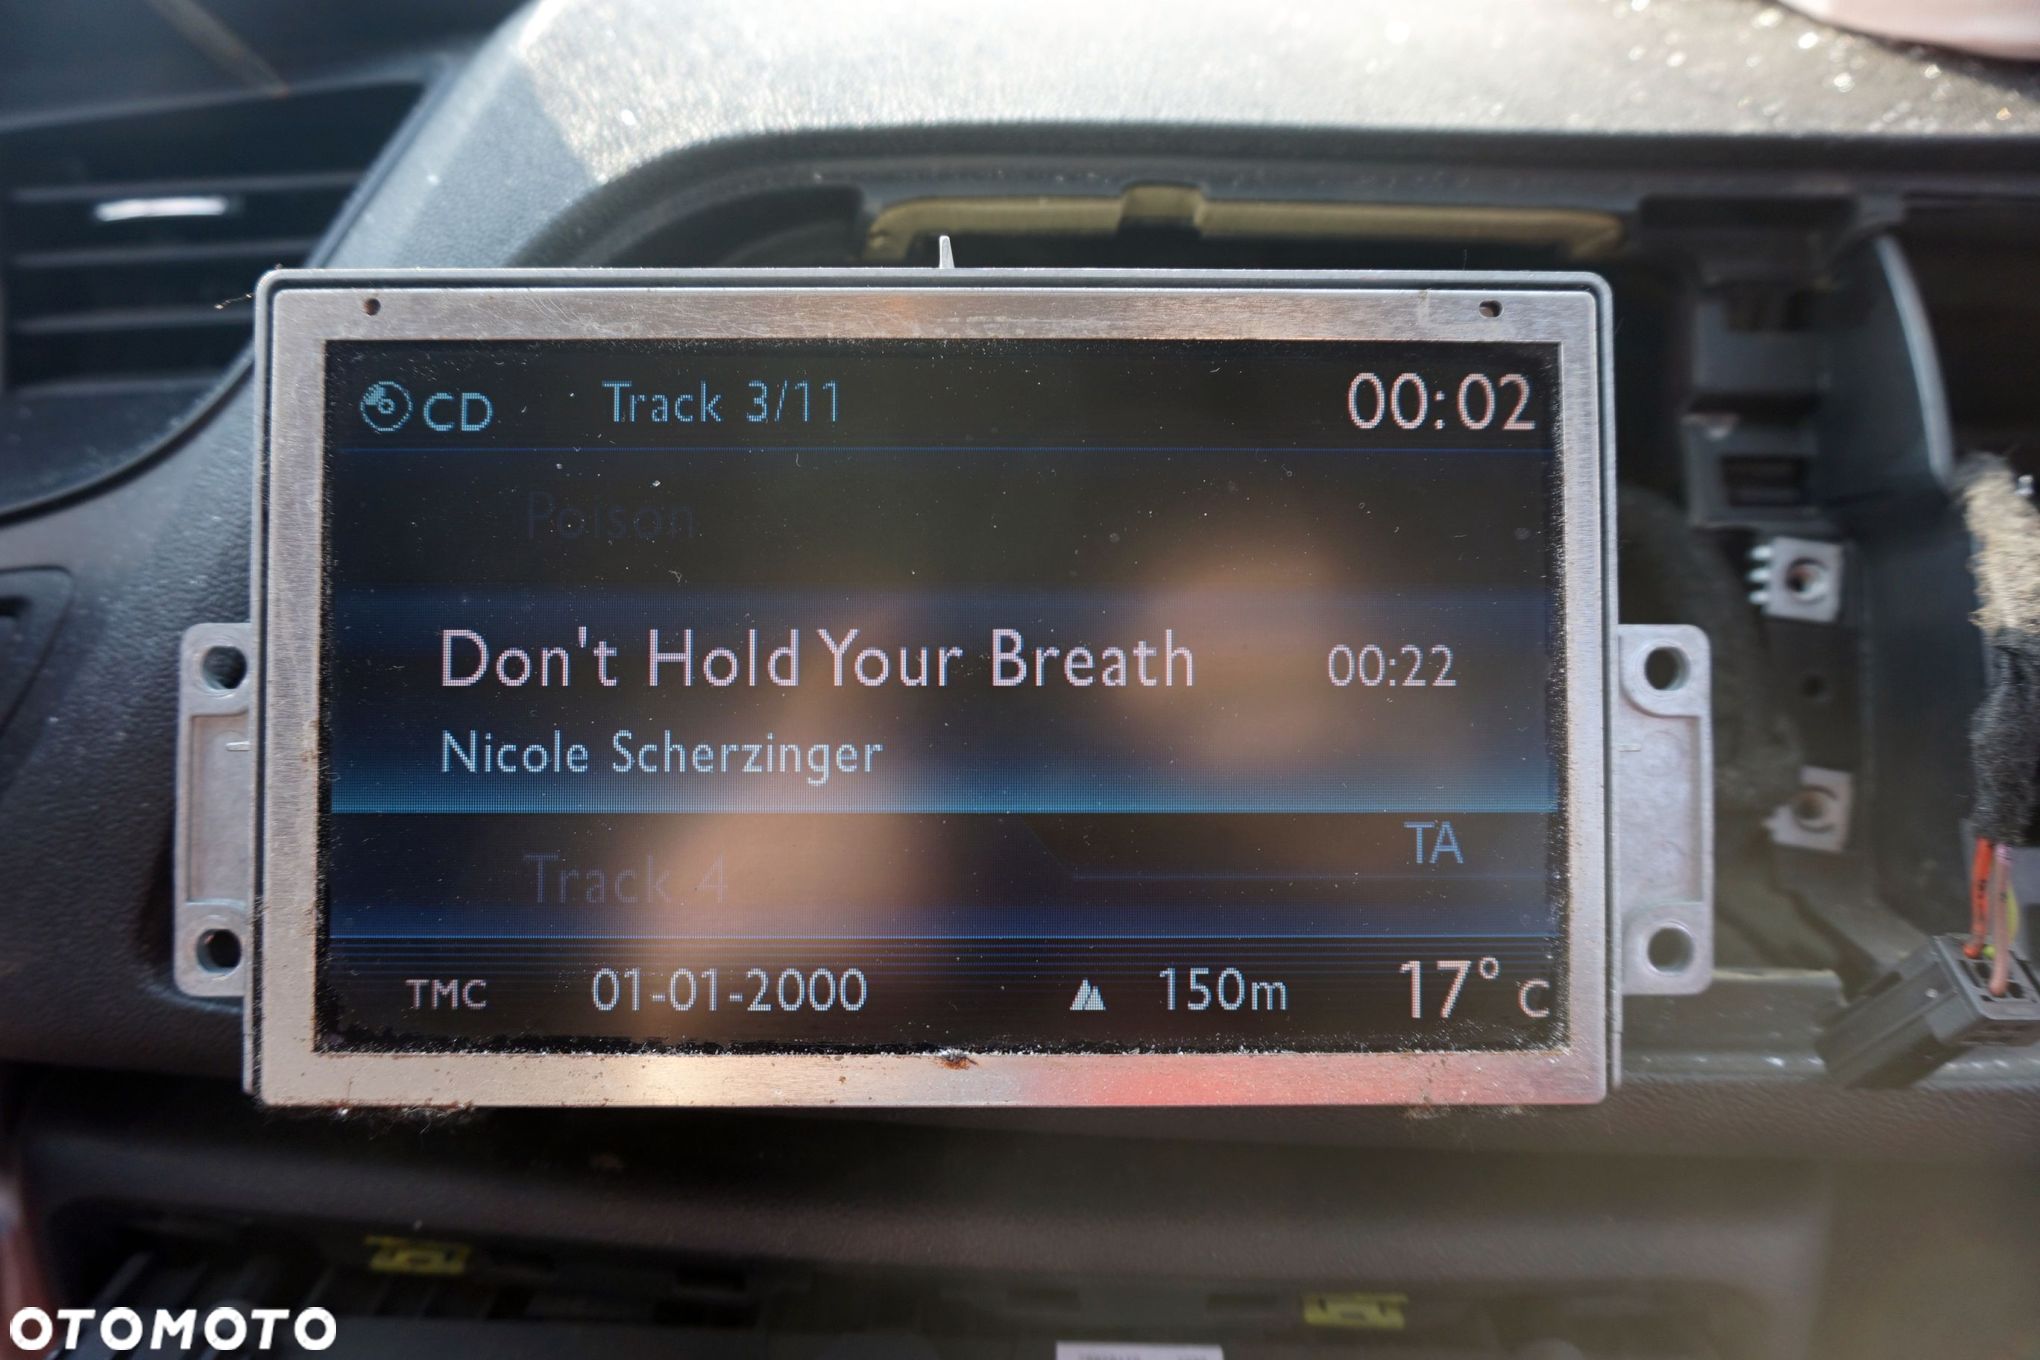 CD Track 3/11 00:02
Poison
Don't Hold Your Breath 00:22
Nicole Scherzinger
TA
Track 4
TMC 01-01-2000 150m 17° C
OTOMOTO